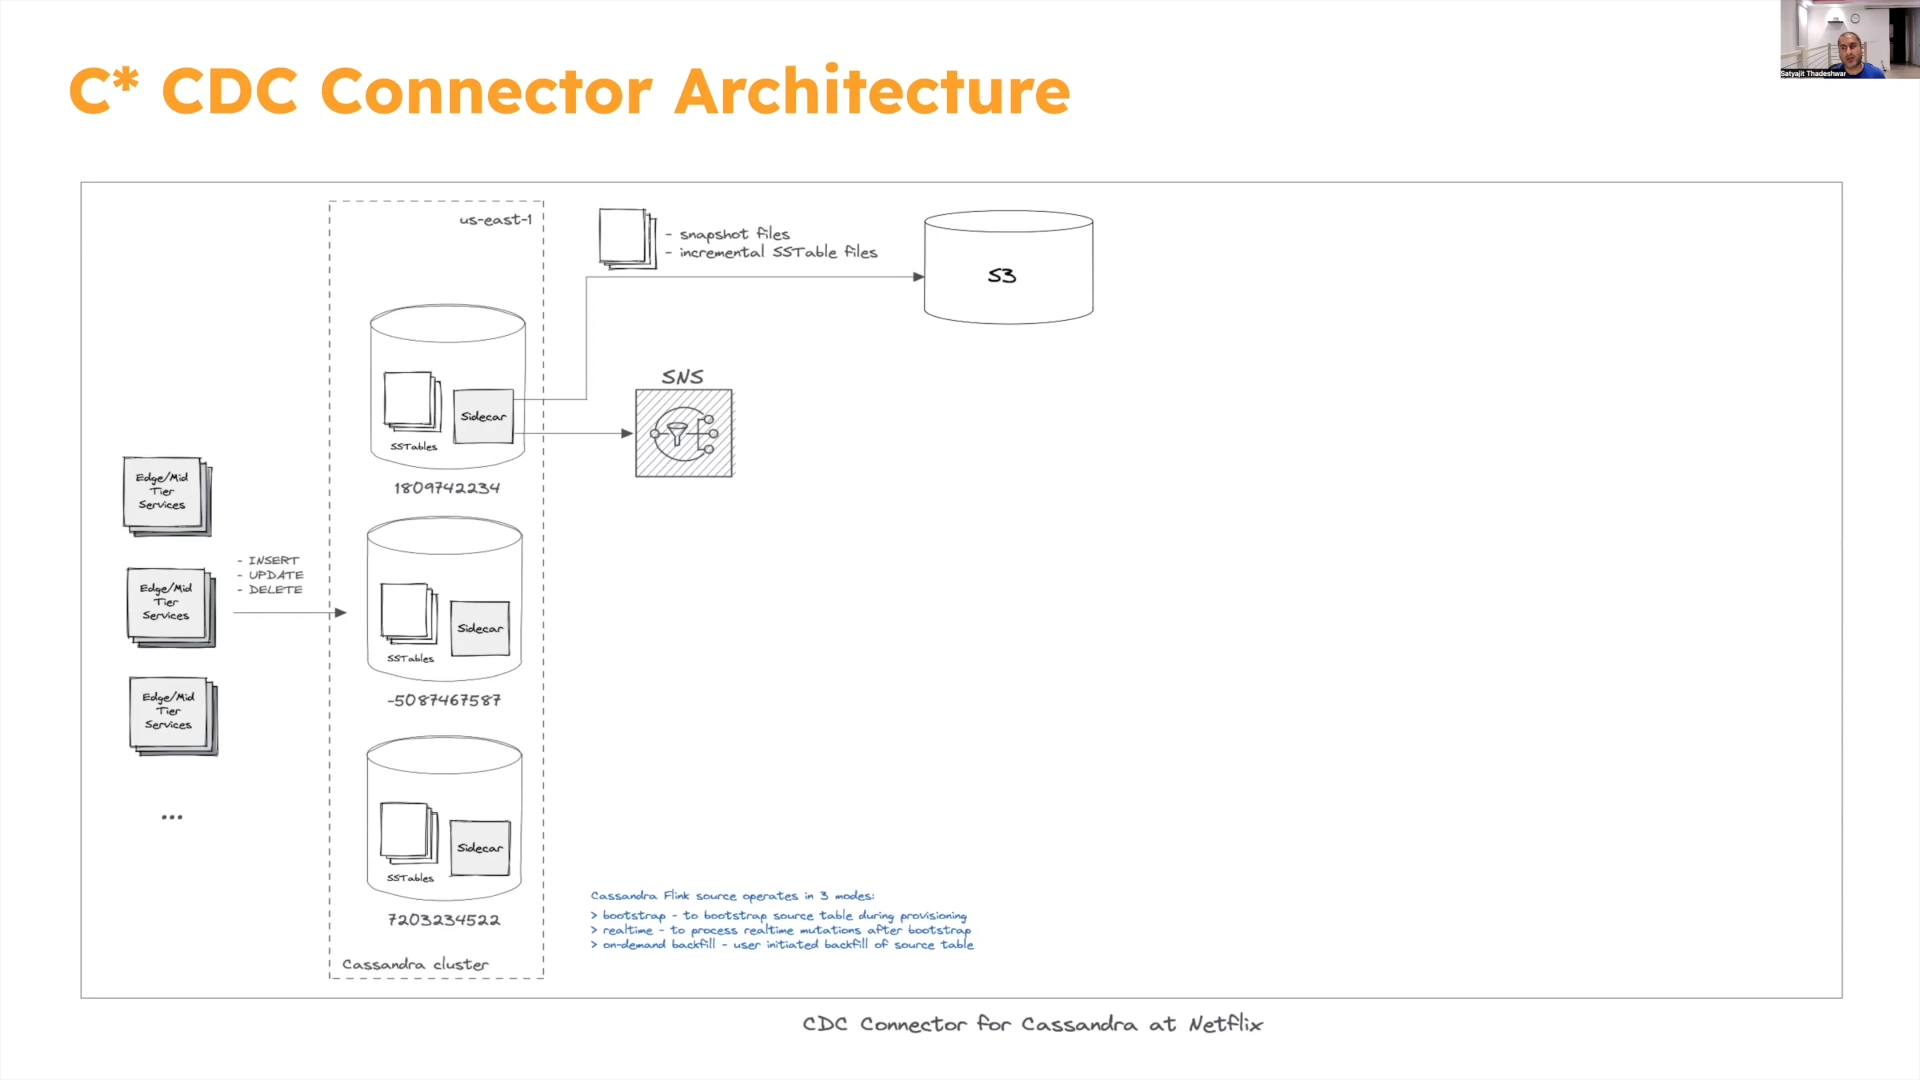 C* CDC Connector Architecture
Satyajit Thadeshwar
us-east-1
- snapshot files
- incremental SSTable files
S3
SNS
Sidecar
SSTables
1809742234
Edge/Mid
Tier
Services
- INSERT
- UPDATE
- DELETE
Edge/Mid
Tier
Services
Sidecar
SSTables
-5087467587
Edge/Mid
Tier
Services
...
Sidecar
SSTables
7203234522
Cassandra cluster
Cassandra Flink source operates in 3 modes:
> bootstrap - to bootstrap source table during provisioning
> realtime - to process realtime mutations after bootstrap
> on-demand backfill - user initiated backfill of source table
CDC Connector for Cassandra at Netflix